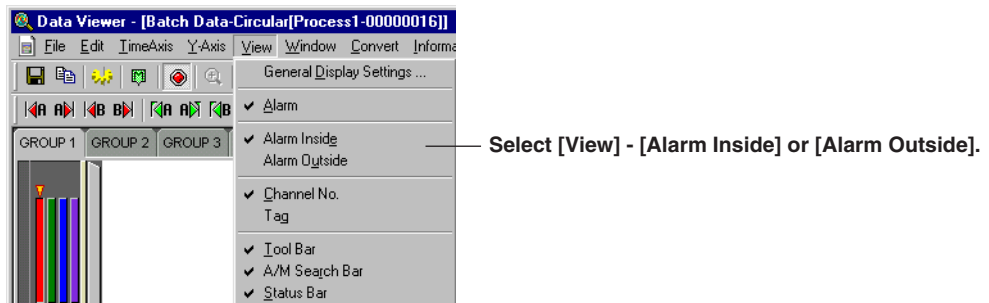 Data Viewer - [Batch Data-Circular[Process1-00000016]]
File Edit TimeAxis Y-Axis View Window Convert
General Display Settings ...
A A B B A A B
Alarm
GROUP 1 GROUP 2 GROUP 3
Alarm Inside
Select [View] - [Alarm Inside] or [Alarm Outside].
Alarm Outside
Channel No.
Tag
Tool Bar
A/M Search Bar
Status Bar